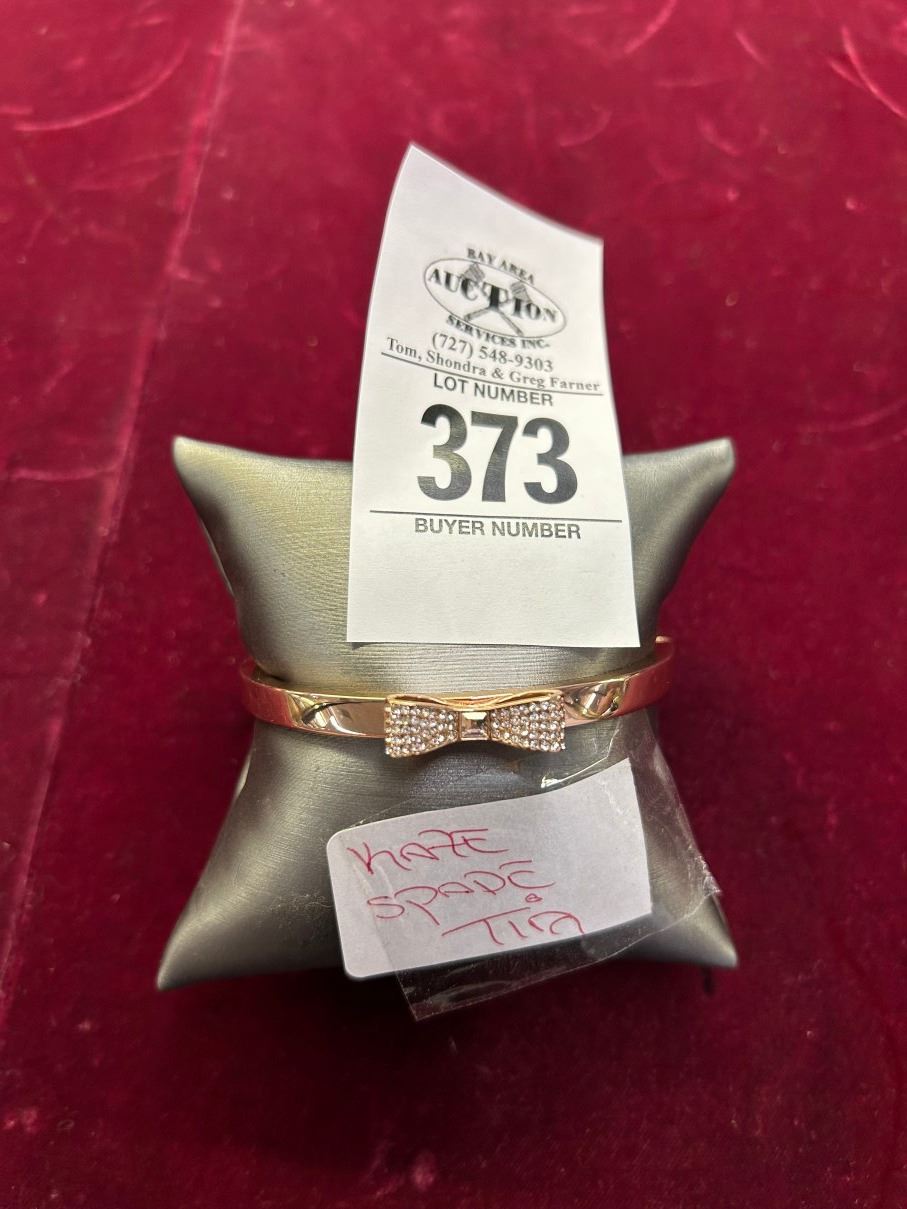 BAY AREA
AUCTION
SERVICES INC.
(727) 548-9303
Tom, Shondra & Greg Farner
LOT NUMBER
373
BUYER NUMBER
KATE
SPADE
TIA